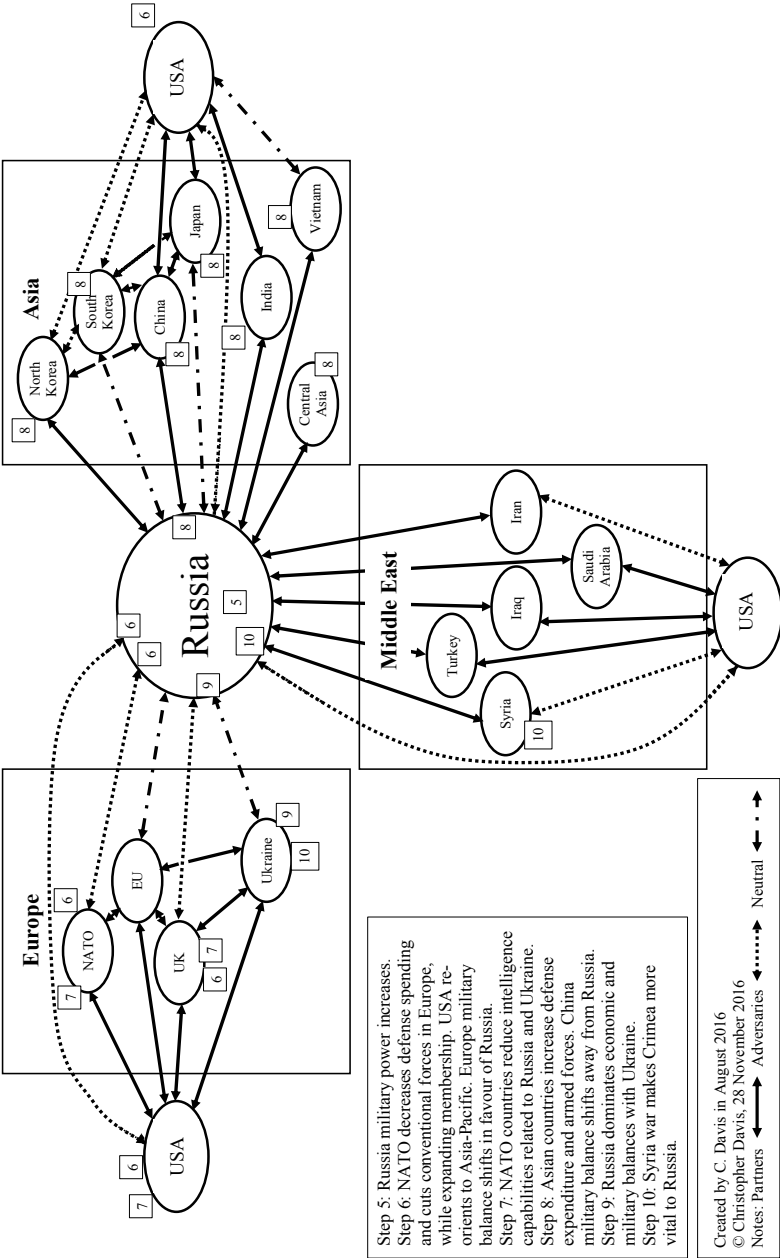 Europe
USA
7
6
NATO
7
6
EU
UK
6
7
Ukraine
9
10
Russia
6
6
8
5
10
9
Asia
North
Korea
8
South
Korea
8
China
8
Japan
8
India
8
Vietnam
8
Central
Asia
8
USA
6
Middle East
Syria
10
Turkey
Iraq
Saudi
Arabia
Iran
USA
Step 5: Russia military power increases.
Step 6: NATO decreases defense spending
and cuts conventional forces in Europe,
while expanding membership. USA re-
orients to Asia-Pacific. Europe military
balance shifts in favour of Russia.
Step 7: NATO countries reduce intelligence
capabilities related to Russia and Ukraine.
Step 8: Asian countries increase defense
expenditure and armed forces. China
military balance shifts away from Russia.
Step 9: Russia dominates economic and
military balances with Ukraine.
Step 10: Syria war makes Crimea more
vital to Russia.
Created by C. Davis in August 2016
© Christopher Davis, 28 November 2016
Notes: Partners Adversaries Neutral